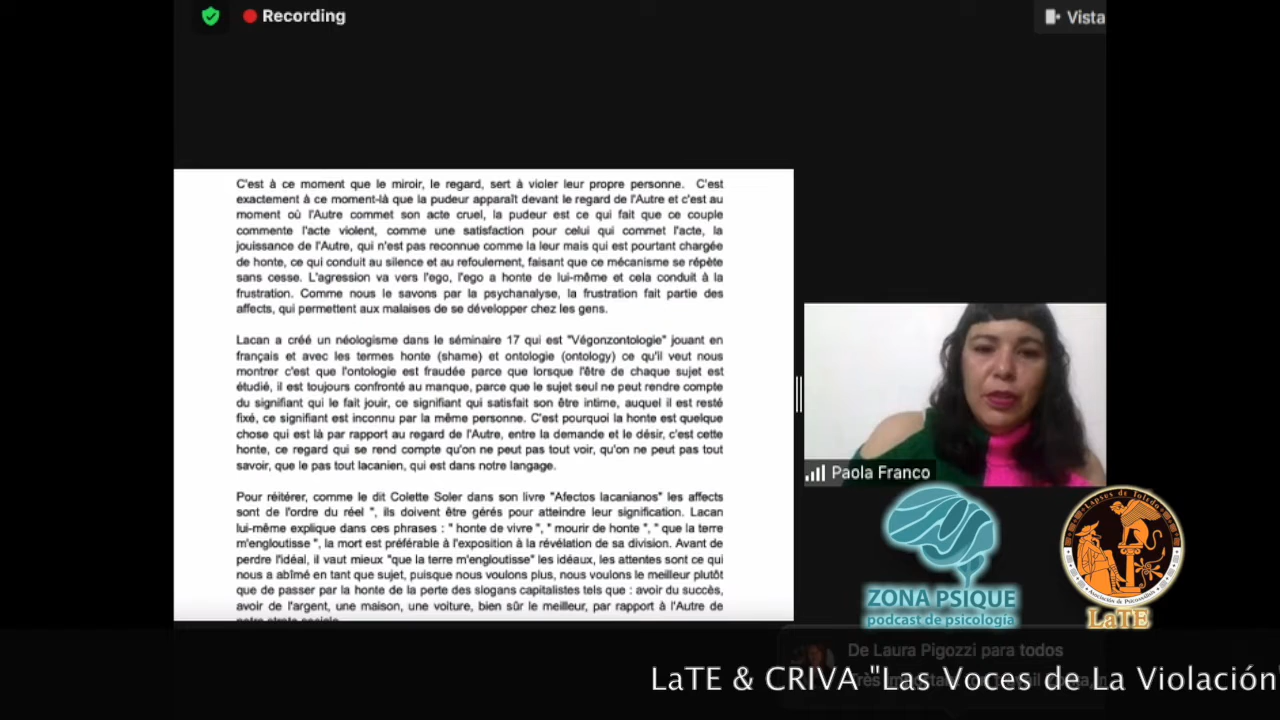 Recording
Vista
C'est à ce moment que le miroir, le regard, sert à violer leur propre personne. C'est
exactement à ce moment-là que la pudeur apparaît devant le regard de l'Autre et c'est au
moment où l'Autre commet son acte cruel, la pudeur est ce qui fait que ce couple
commente l'acte violent, comme une satisfaction pour celui qui commet l'acte, la
jouissance de l'Autre, qui n'est pas reconnue comme la leur mais qui est pourtant chargée
de honte, ce qui conduit au silence et au refoulement, faisant que ce mécanisme se répète
sans cesse. L'agression va vers l'ego, l'ego a honte de lui-même et cela conduit à la
frustration. Comme nous le savons par la psychanalyse, la frustration fait partie des
affects, qui permettent aux malaises de se développer chez les gens.
Lacan a créé un néologisme dans le séminaire 17 qui est "Végonzontologie" jouant en
français et avec les termes honte (shame) et ontologie (ontology) ce qu'il veut nous
montrer c'est que l'ontologie est fraudée parce que lorsque l'être de chaque sujet est
étudié, il est toujours confronté au manque, parce que le sujet seul ne peut rendre compte
du signifiant qui le fait jouir, ce signifiant qui satisfait son être intime, auquel il est resté
fixé, ce signifiant est inconnu par la même personne. C'est pourquoi la honte est quelque
chose qui est là par rapport au regard de l'Autre, entre la demande et le désir, c'est cette
honte, ce regard qui se rend compte qu'on ne peut pas tout voir, qu'on ne peut pas tout
savoir, que le pas tout lacanien, qui est dans notre langage.
Pour réitérer, comme le dit Colette Soler dans son livre "Afectos lacanianos" les affects
sont de l'ordre du réel ", ils doivent être gérés pour atteindre leur signification. Lacan
lui-même explique dans ces phrases : " honte de vivre ", " mourir de honte ", " que la terre
m'engloutisse ", la mort est préférable à l'exposition à la révélation de sa division. Avant de
perdre l'idéal, il vaut mieux "que la terre m'engloutisse" les idéaux, les attentes sont ce qui
nous a abîmé en tant que sujet, puisque nous voulons plus, nous voulons le meilleur plutôt
que de passer par la honte de la perte des slogans capitalistes tels que : avoir du succès,
avoir de l'argent, une maison, une voiture, bien sûr le meilleur, par rapport à l'Autre de
Paola Franco
ZONA PSIQUE
podcast de psicología
Lapsus de Toledo
Asociación de Psicoanálisis
LaTE
De Laura Pigozzi para todos
LaTE & CRIVA "Las Voces de La Violación"